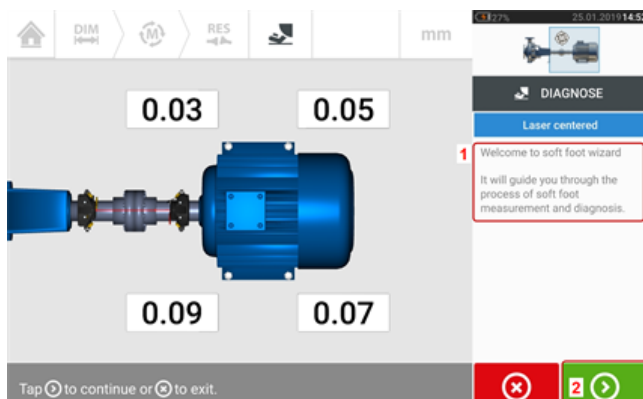 DIM
M
RES
mm
27%
25.01.2019 14:52
0.03
0.05
0.09
0.07
DIAGNOSE
Laser centered
1
Welcome to soft foot wizard
It will guide you through the
process of soft foot
measurement and diagnosis.
Tap to continue or to exit.
2